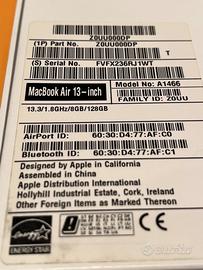 Z0UU000DP
(1P) Part No. Z0UU000DP
T
(S) Serial No. FVFX236RJ1WT
MacBook Air 13-inch
Model No: A1466
FAMILY ID: Z0UU
13.3/1.8GHz/8GB/128GB
AirPort ID: 60:30:D4:77:AF:C0
Bluetooth ID: 60:30:D4:77:AF:C1
Designed by Apple in California
Assembled in China
Apple Distribution International
Hollyhill Industrial Estate, Cork, Ireland
Other Items as Marked Thereon
ENERGY STAR
subito